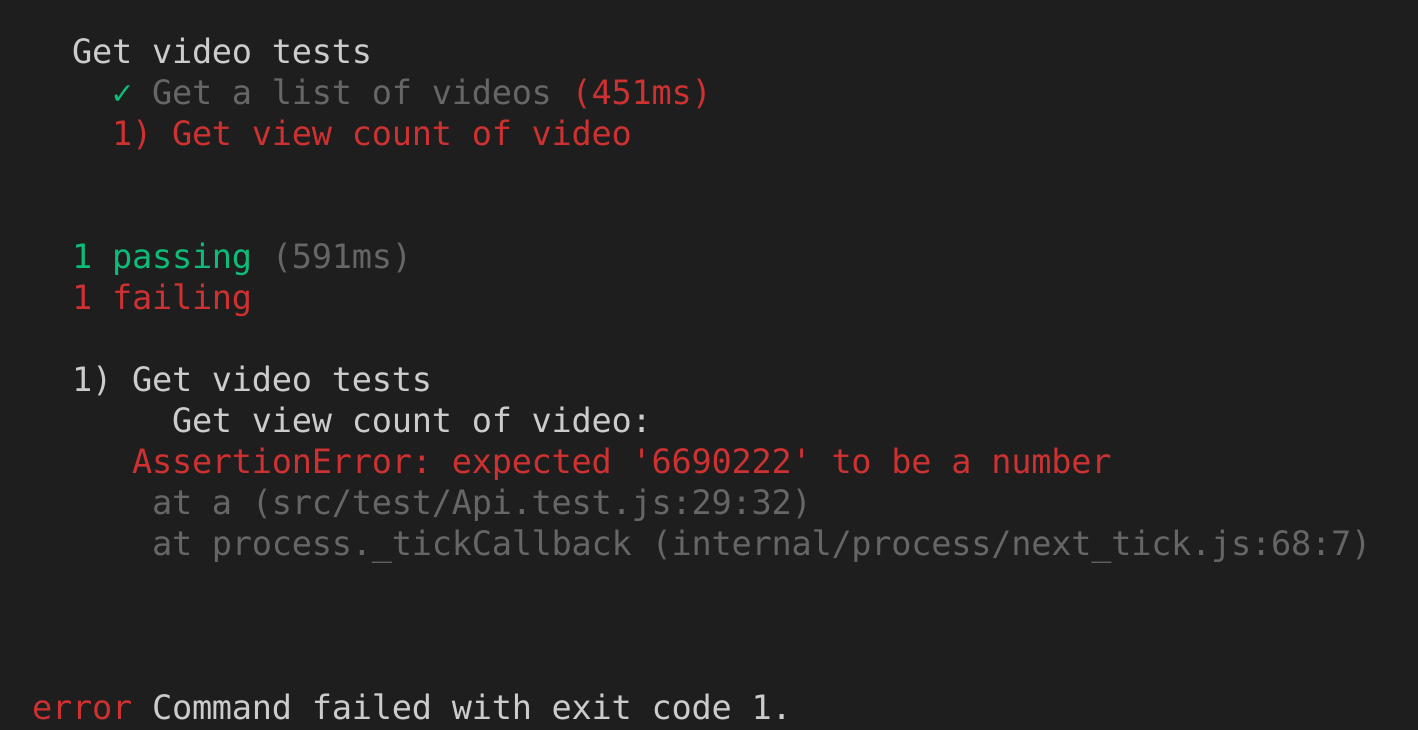 Get video tests
✓ Get a list of videos (451ms)
1) Get view count of video
1 passing (591ms)
1 failing
1) Get video tests
Get view count of video:
AssertionError: expected '6690222' to be a number
at a (src/test/Api.test.js:29:32)
at process._tickCallback (internal/process/next_tick.js:68:7)
error Command failed with exit code 1.